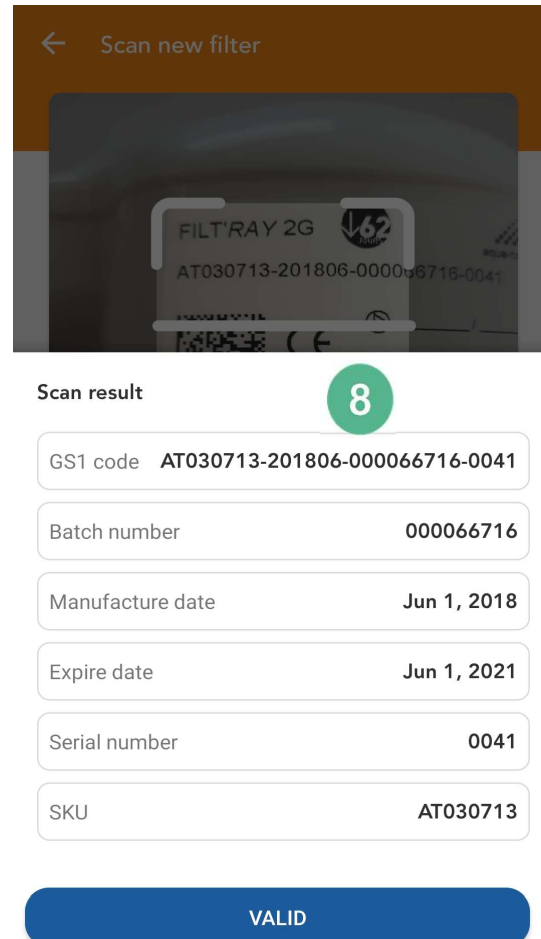 Scan new filter
FILT'RAY 2G
↓62
AT030713-201806-000066716-0041
CE
Scan result
8
GS1 code AT030713-201806-000066716-0041
Batch number 000066716
Manufacture date Jun 1, 2018
Expire date Jun 1, 2021
Serial number 0041
SKU AT030713
VALID